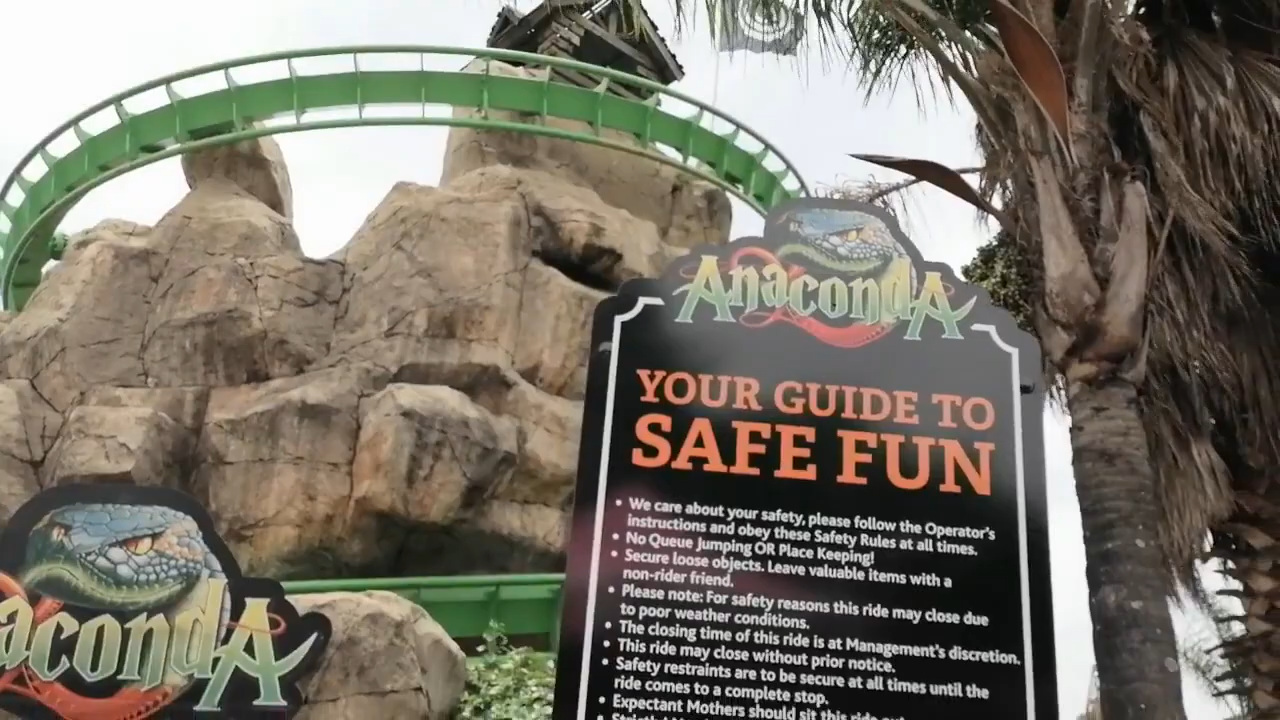 AnacondA
YOUR GUIDE TO
SAFE FUN
• We care about your safety, please follow the Operator's
instructions and obey these Safety Rules at all times.
• No Queue Jumping OR Place Keeping!
• Secure loose objects. Leave valuable items with a
non-rider friend.
• Please note: For safety reasons this ride may close due
to poor weather conditions.
• The closing time of this ride is at Management's discretion.
• This ride may close without prior notice.
• Safety restraints are to be secure at all times until the
ride comes to a complete stop.
• Expectant Mothers should sit this ride
acondA